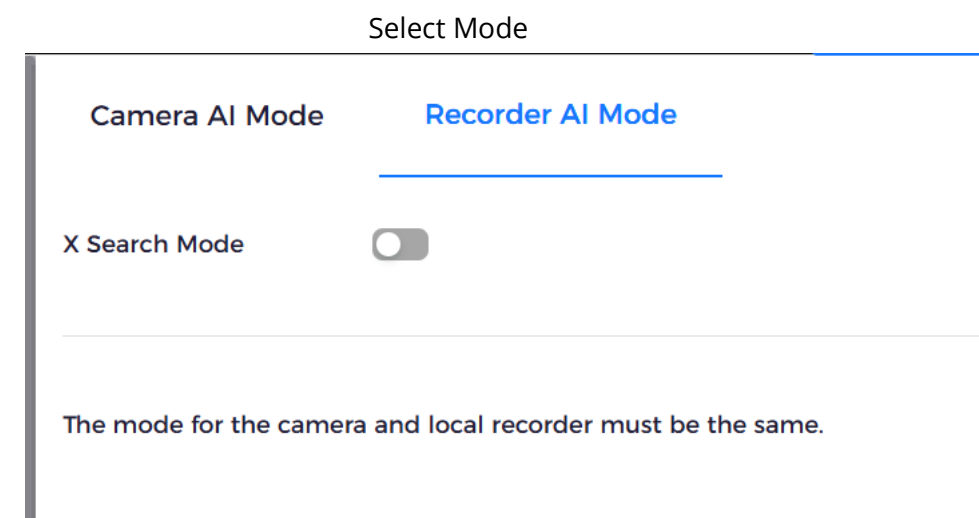 Select Mode
Camera AI Mode Recorder AI Mode
X Search Mode
The mode for the camera and local recorder must be the same.